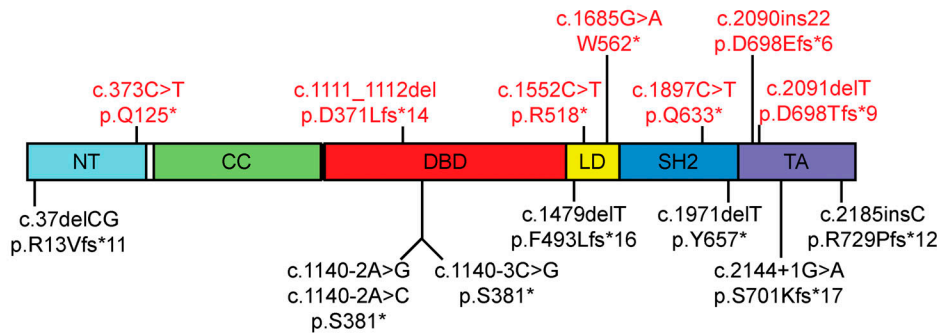 c.1685G>A
W562*
c.2090ins22
p.D698Efs*6
c.373C>T
p.Q125*
c.1111_1112del
p.D371Lfs*14
c.1552C>T
p.R518*
c.1897C>T
p.Q633*
c.2091delT
p.D698Tfs*9
NT
CC
DBD
LD
SH2
TA
c.37delCG
p.R13Vfs*11
c.1140-2A>G
c.1140-2A>C
p.S381*
c.1140-3C>G
p.S381*
c.1479delT
p.F493Lfs*16
c.1971delT
p.Y657*
c.2144+1G>A
p.S701Kfs*17
c.2185insC
p.R729Pfs*12